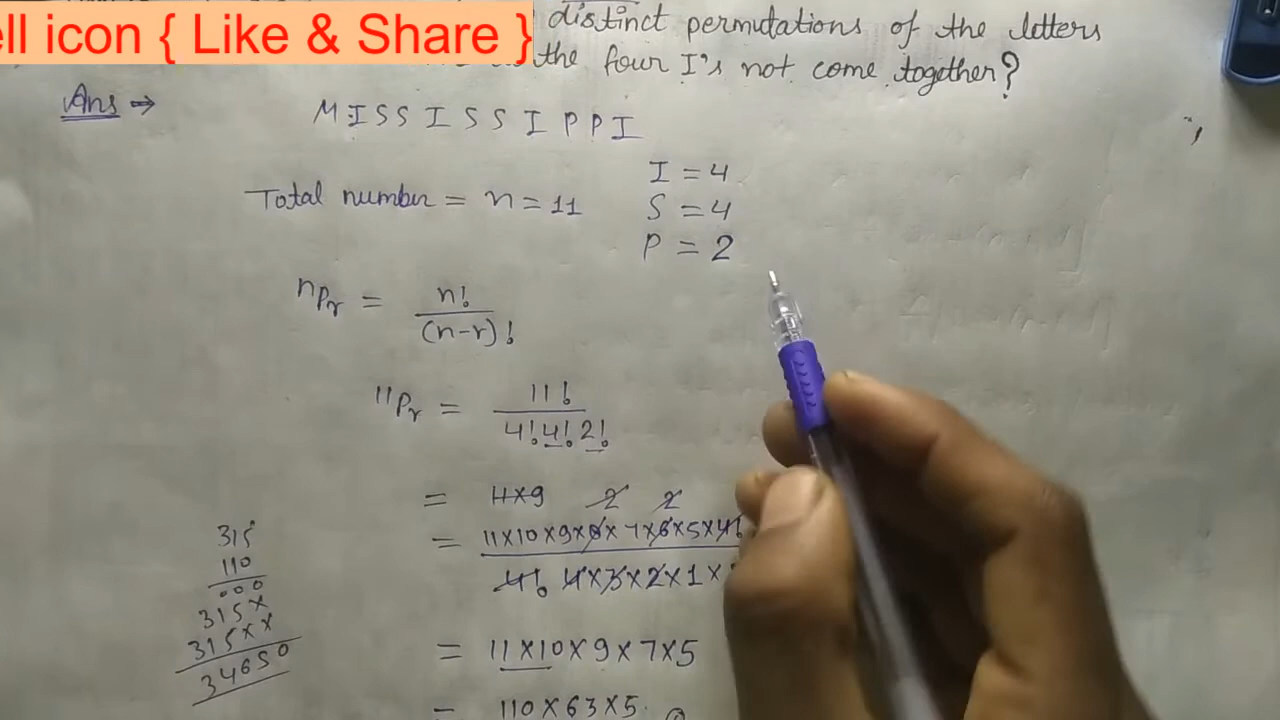 ell icon { Like & Share }
distinct permutations of the letters
the four I's not come together?
Ans ⇒
M I S S I S S I P P I
Total number = n = 11
I = 4
S = 4
P = 2
nPr = n! / (n-r)!
11Pr = 11! / 4! 4! 2!
= 11×9 2 2
= 11×10×9×8×7×6×5×4! / 4! 4×3×2×1×
= 11×10×9×7×5
= 110×63×5
315
110
000
315×
315××
34650